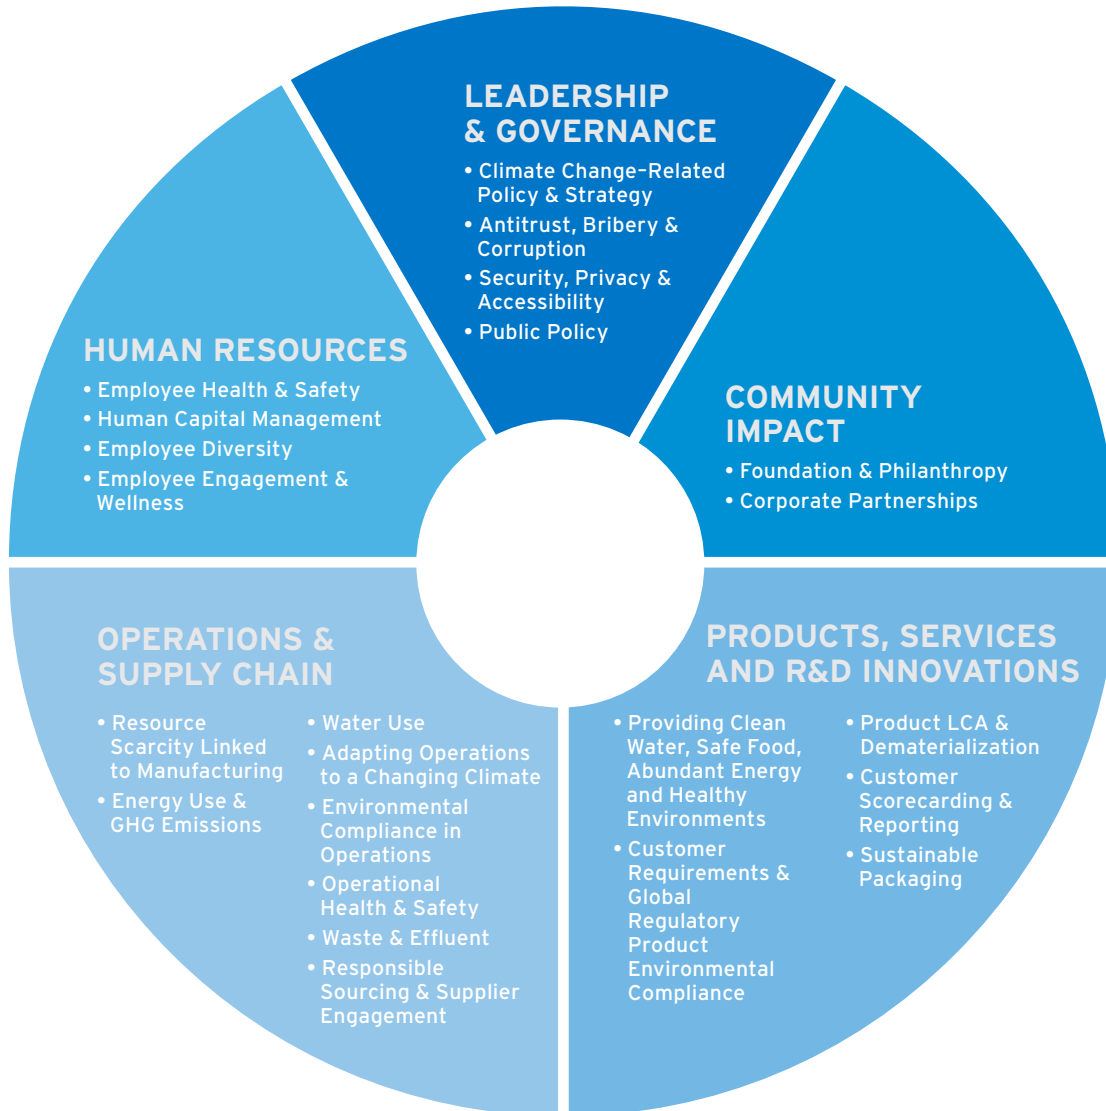 LEADERSHIP
& GOVERNANCE
• Climate Change–Related
Policy & Strategy
• Antitrust, Bribery &
Corruption
• Security, Privacy &
Accessibility
• Public Policy
HUMAN RESOURCES
• Employee Health & Safety
• Human Capital Management
• Employee Diversity
• Employee Engagement &
Wellness
COMMUNITY
IMPACT
• Foundation & Philanthropy
• Corporate Partnerships
OPERATIONS &
SUPPLY CHAIN
• Resource
Scarcity Linked
to Manufacturing
• Energy Use &
GHG Emissions
• Water Use
• Adapting Operations
to a Changing Climate
• Environmental
Compliance in
Operations
• Operational
Health & Safety
• Waste & Effluent
• Responsible
Sourcing & Supplier
Engagement
PRODUCTS, SERVICES
AND R&D INNOVATIONS
• Providing Clean
Water, Safe Food,
Abundant Energy
and Healthy
Environments
• Customer
Requirements &
Global
Regulatory
Product
Environmental
Compliance
• Product LCA &
Dematerialization
• Customer
Scorecarding &
Reporting
• Sustainable
Packaging